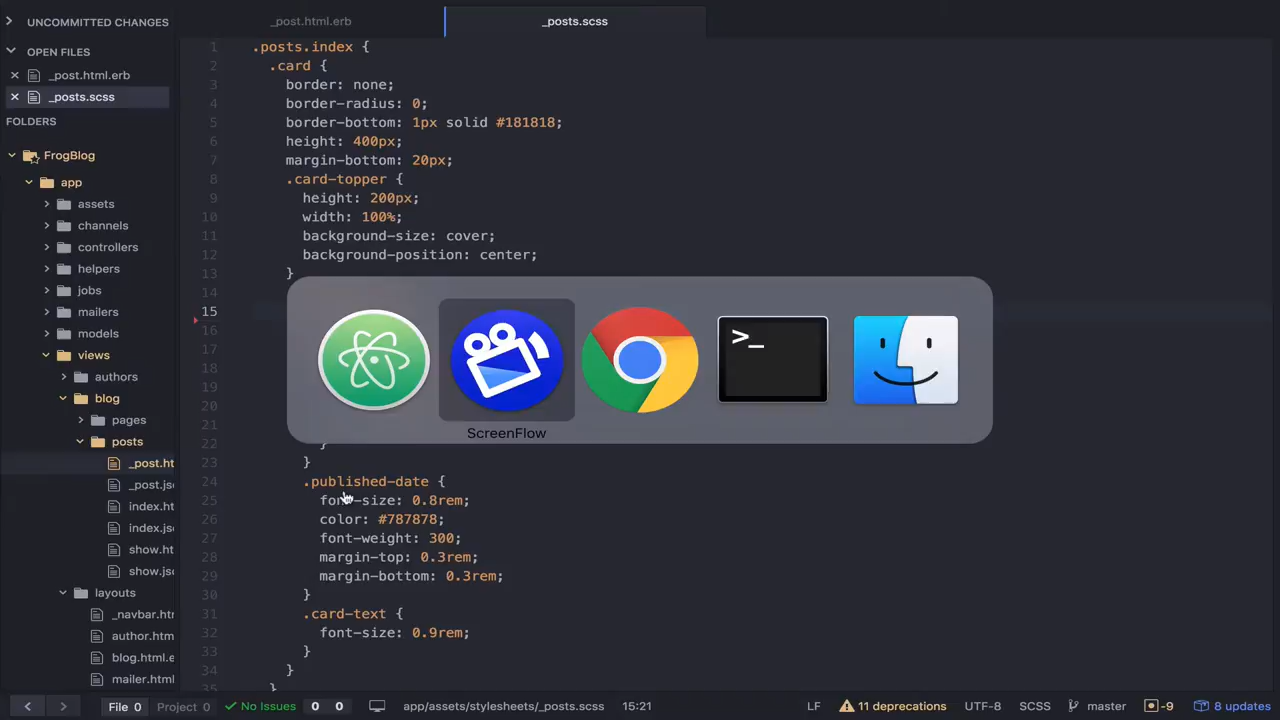 UNCOMMITTED CHANGES
OPEN FILES
_post.html.erb
_posts.scss
FOLDERS
FrogBlog
app
assets
channels
controllers
helpers
jobs
mailers
models
views
authors
blog
pages
posts
_post.ht
_post.jso
index.ht
index.jso
show.ht
show.jso
layouts
_navbar.htr
author.htm
blog.html.e
mailer.html
_post.html.erb
_posts.scss
1 .posts.index {
2 .card {
3 border: none;
4 border-radius: 0;
5 border-bottom: 1px solid #181818;
6 height: 400px;
7 margin-bottom: 20px;
8 .card-topper {
9 height: 200px;
10 width: 100%;
11 background-size: cover;
12 background-position: center;
13 }
14
15
16
17
18
19
20
21
22 }
23 }
24 .published-date {
25 font-size: 0.8rem;
26 color: #787878;
27 font-weight: 300;
28 margin-top: 0.3rem;
29 margin-bottom: 0.3rem;
30 }
31 .card-text {
32 font-size: 0.9rem;
33 }
34 }
35 }
>_
ScreenFlow
File 0 Project 0 No Issues 0 0 app/assets/stylesheets/_posts.scss 15:21 LF 11 deprecations UTF-8 SCSS master -9 8 updates